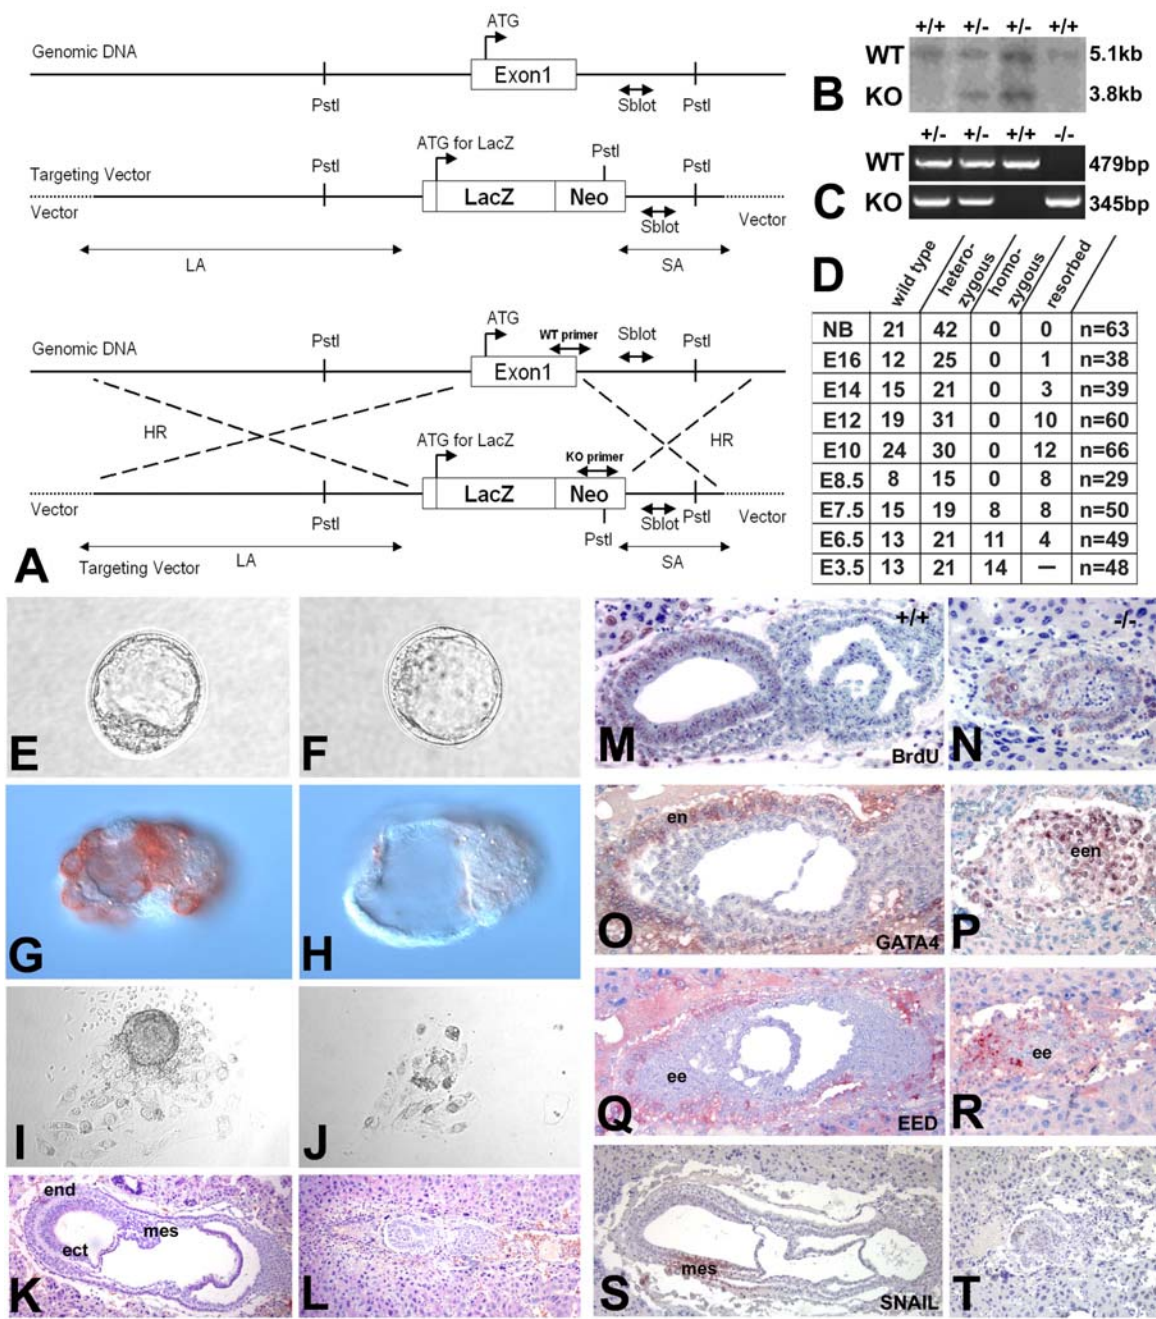 ATG
Genomic DNA
Exon1
PstI
Sblot
PstI
ATG for LacZ
PstI
PstI
Targeting Vector
LacZ
Neo
Vector
Sblot
Vector
LA
SA
ATG
WT primer
Sblot
PstI
PstI
Genomic DNA
Exon1
HR
HR
ATG for LacZ
KO primer
LacZ
Neo
Vector
PstI
PstI
Sblot
PstI
Vector
LA
SA
Targeting Vector
A
+/+ +/- +/- +/+
WT 5.1kb
KO 3.8kb
B
+/- +/- +/+ -/-
WT 479bp
KO 345bp
C
D
wild type
hetero-zygous
homo-zygous
resorbed
NB 21 42 0 0 n=63
E16 12 25 0 1 n=38
E14 15 21 0 3 n=39
E12 19 31 0 10 n=60
E10 24 30 0 12 n=66
E8.5 8 15 0 8 n=29
E7.5 15 19 8 8 n=50
E6.5 13 21 11 4 n=49
E3.5 13 21 14 — n=48
E
F
G
H
I
J
end
mes
ect
K
L
+/+
M
BrdU
-/-
N
en
O
GATA4
een
P
ee
Q
EED
ee
R
mes
S
SNAIL
T